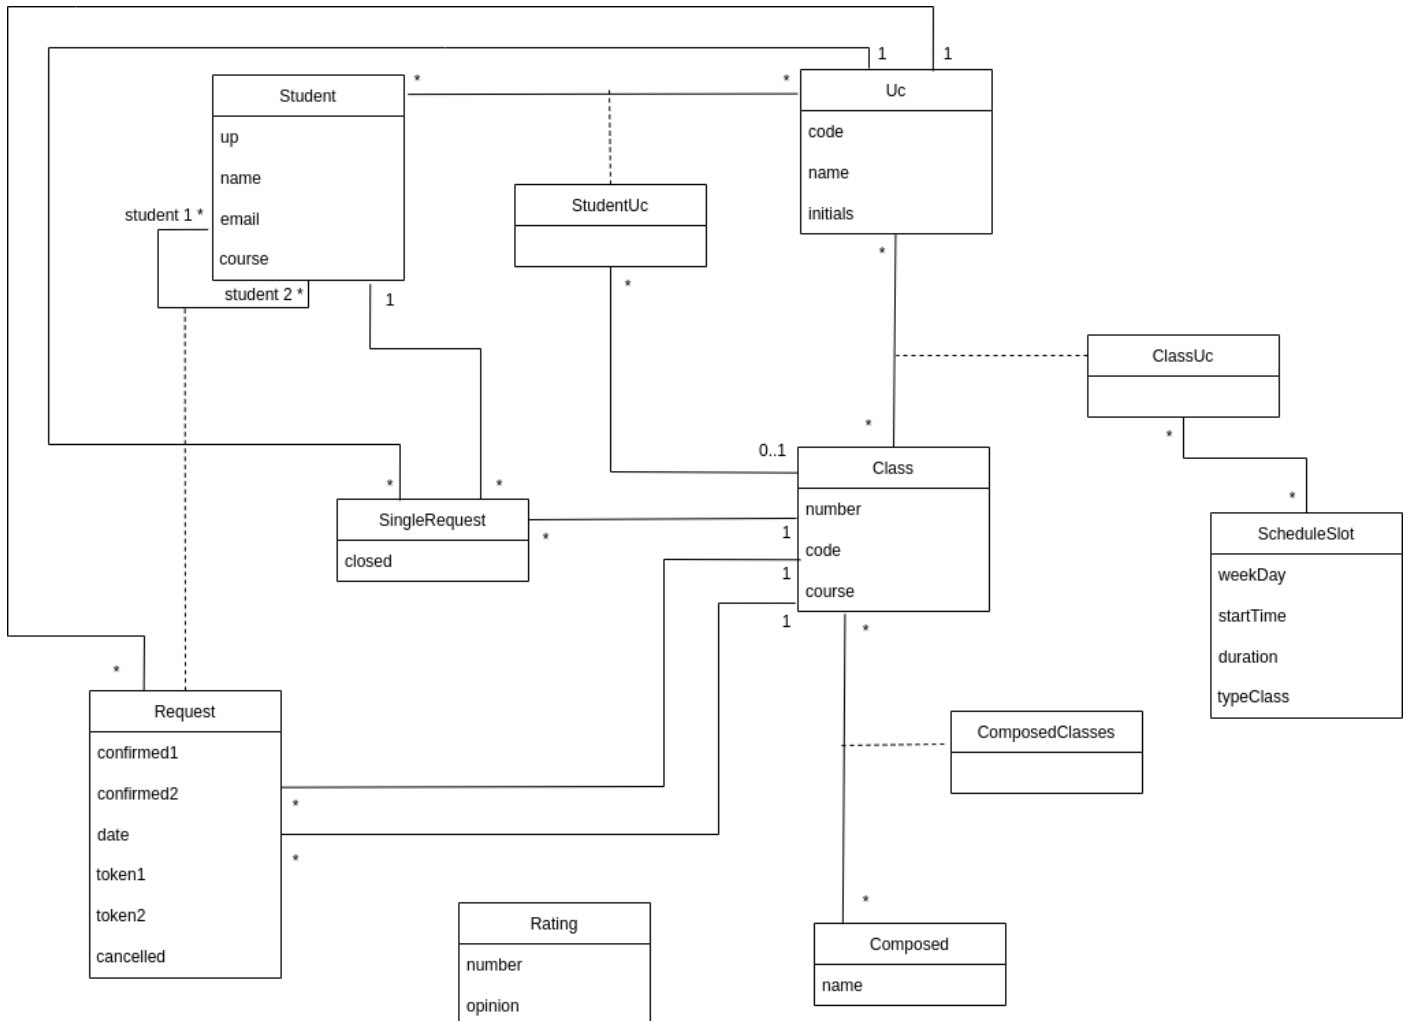 1
1
*
*
Student
up
name
email
course
Uc
code
name
initials
StudentUc
student 1 *
student 2 *
1
*
*
ClassUc
*
*
0..1
Class
number
code
course
*
*
SingleRequest
closed
*
1
1
1
*
*
ScheduleSlot
weekDay
startTime
duration
typeClass
*
Request
confirmed1
confirmed2
date
token1
token2
cancelled
*
*
ComposedClasses
*
Composed
name
Rating
number
opinion